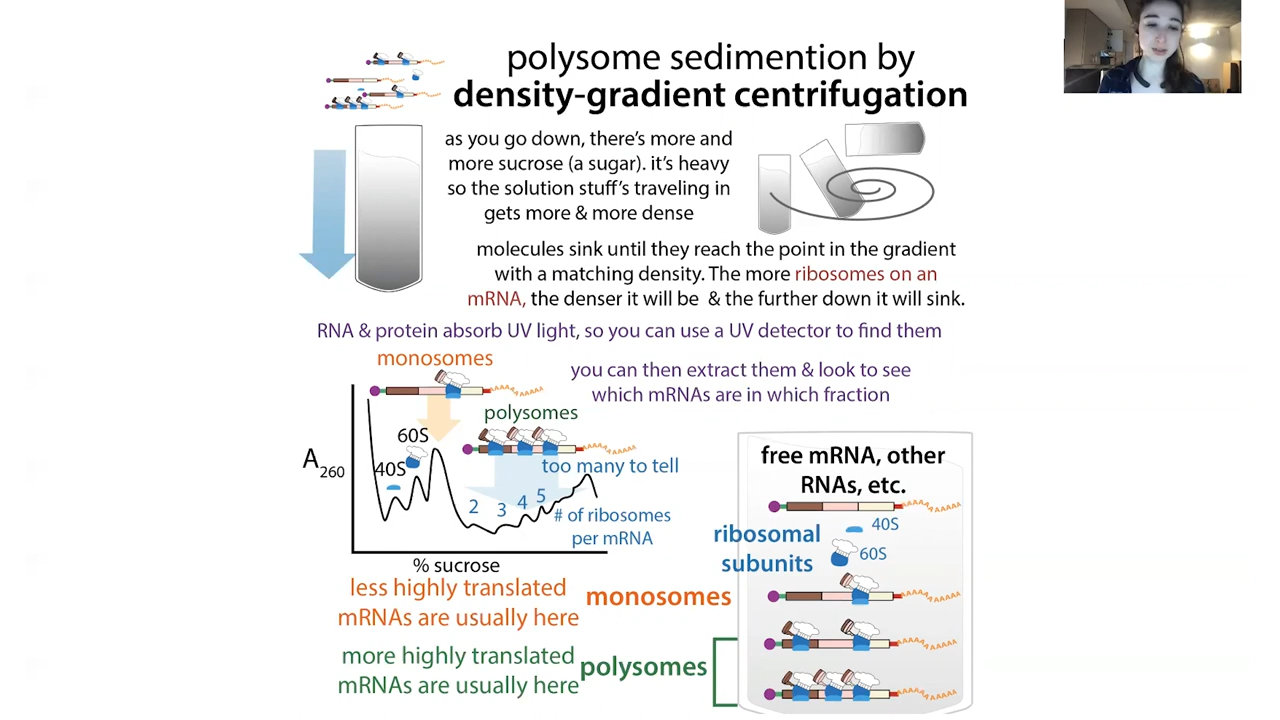 polysome sedimention by
density-gradient centrifugation
as you go down, there's more and
more sucrose (a sugar). it's heavy
so the solution stuff's traveling in
gets more & more dense
molecules sink until they reach the point in the gradient
with a matching density. The more ribosomes on an
mRNA, the denser it will be & the further down it will sink.
RNA & protein absorb UV light, so you can use a UV detector to find them
monosomes
you can then extract them & look to see
which mRNAs are in which fraction
polysomes
60S
40S
A260
too many to tell
2 3 4 5
# of ribosomes
per mRNA
% sucrose
less highly translated
mRNAs are usually here
more highly translated
mRNAs are usually here
free mRNA, other
RNAs, etc.
ribosomal
subunits
40S
60S
monosomes
polysomes